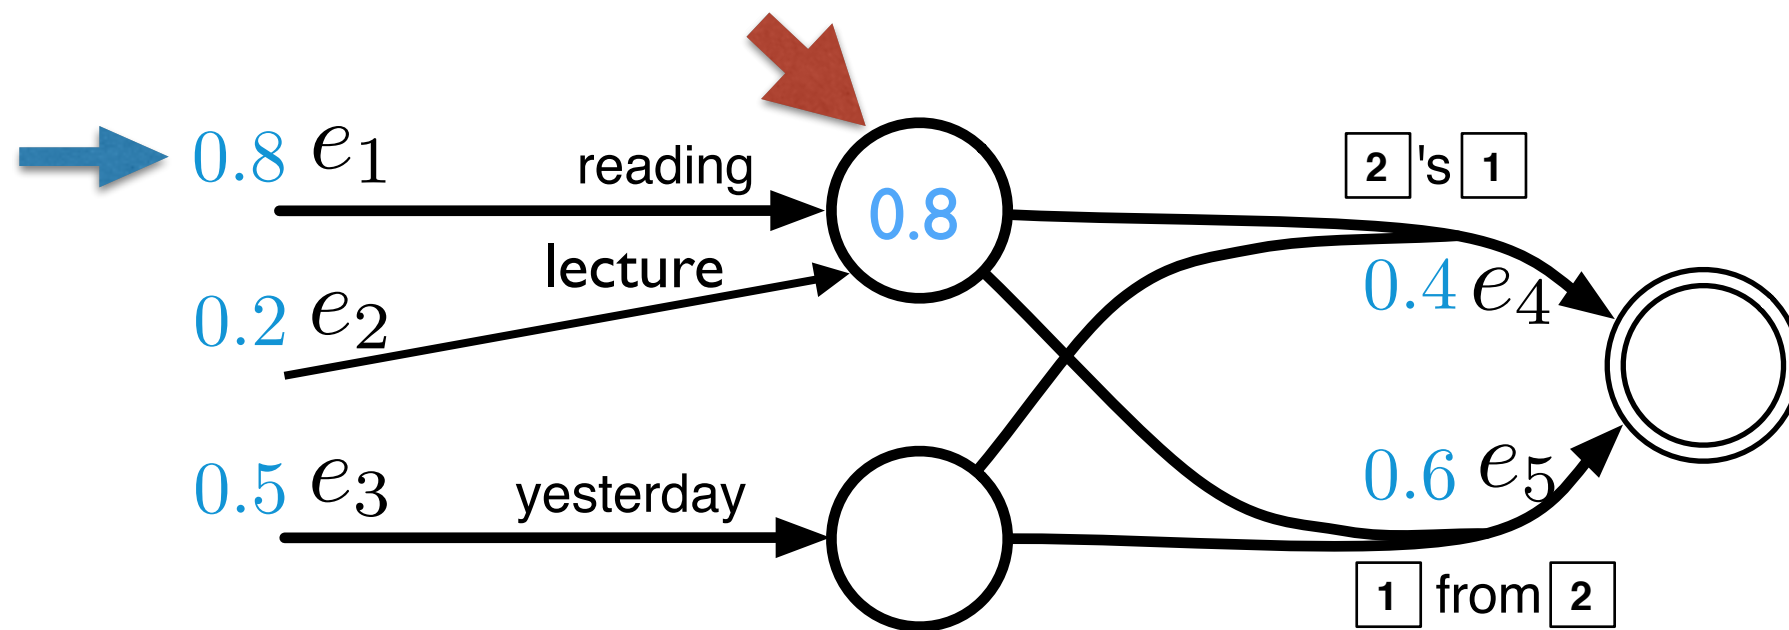 0.8 e₁ reading
0.8
2 's 1
lecture
0.2 e₂
0.4 e₄
0.5 e₃ yesterday
0.6 e₅
1 from 2